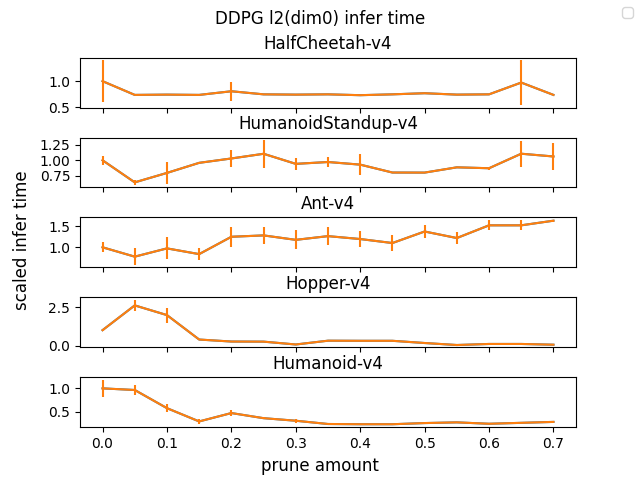 DDPG l2(dim0) infer time
HalfCheetah-v4
1.0
0.5
HumanoidStandup-v4
1.25
1.00
0.75
Ant-v4
1.5
1.0
Hopper-v4
2.5
0.0
Humanoid-v4
1.0
0.5
0.0 0.1 0.2 0.3 0.4 0.5 0.6 0.7
prune amount
scaled infer time